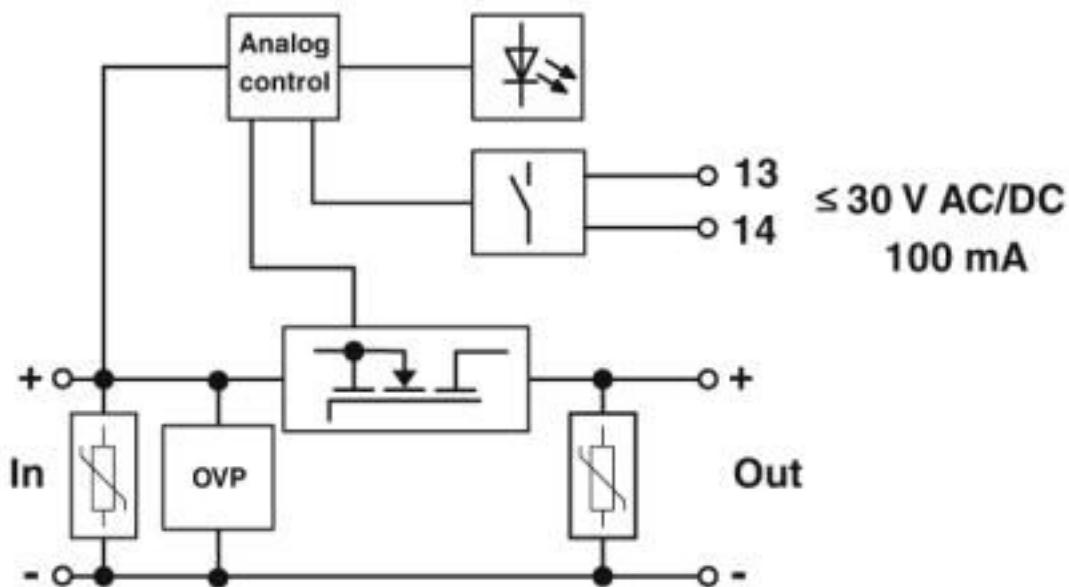 Analog
control
13
14
≤ 30 V AC/DC
100 mA
+
+
In
OVP
Out
-
-